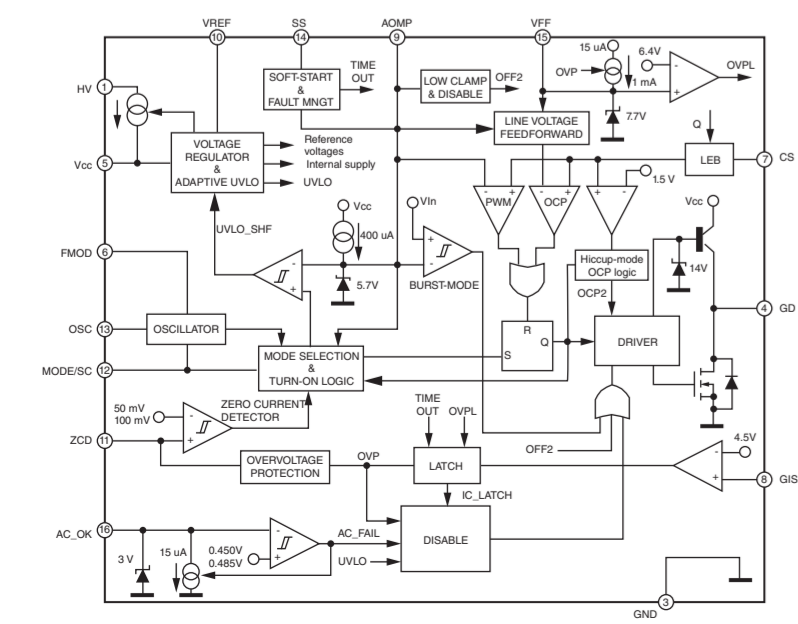 VREF
SS
AOMP
VFF
10
14
9
15
15 uA
6.4V
OVPL
HV
1
SOFT-START
&
FAULT MNGT
TIME
OUT
LOW CLAMP
& DISABLE
OFF2
OVP
1 mA
-
+
LINE VOLTAGE
FEEDFORWARD
7.7V
Q
VOLTAGE
REGULATOR
&
ADAPTIVE UVLO
Reference
voltages
Internal supply
UVLO
LEB
7
CS
Vcc
5
- +
PWM
- +
OCP
+ -
1.5 V
UVLO_SHF
Vcc
400 uA
VIn
+
-
BURST-MODE
Vcc
FMOD
6
-
+
5.7V
Hiccup-mode
OCP logic
14V
OCP2
4
GD
OSC
13
OSCILLATOR
R
S
Q
DRIVER
MODE/SC
12
MODE SELECTION
&
TURN-ON LOGIC
50 mV
100 mV
-
+
ZERO CURRENT
DETECTOR
TIME
OUT
OVPL
ZCD
11
OFF2
4.5V
-
+
OVERVOLTAGE
PROTECTION
OVP
LATCH
8
GIS
IC_LATCH
AC_OK
16
3 V
15 uA
0.450V
0.485V
-
+
AC_FAIL
UVLO
DISABLE
3
GND